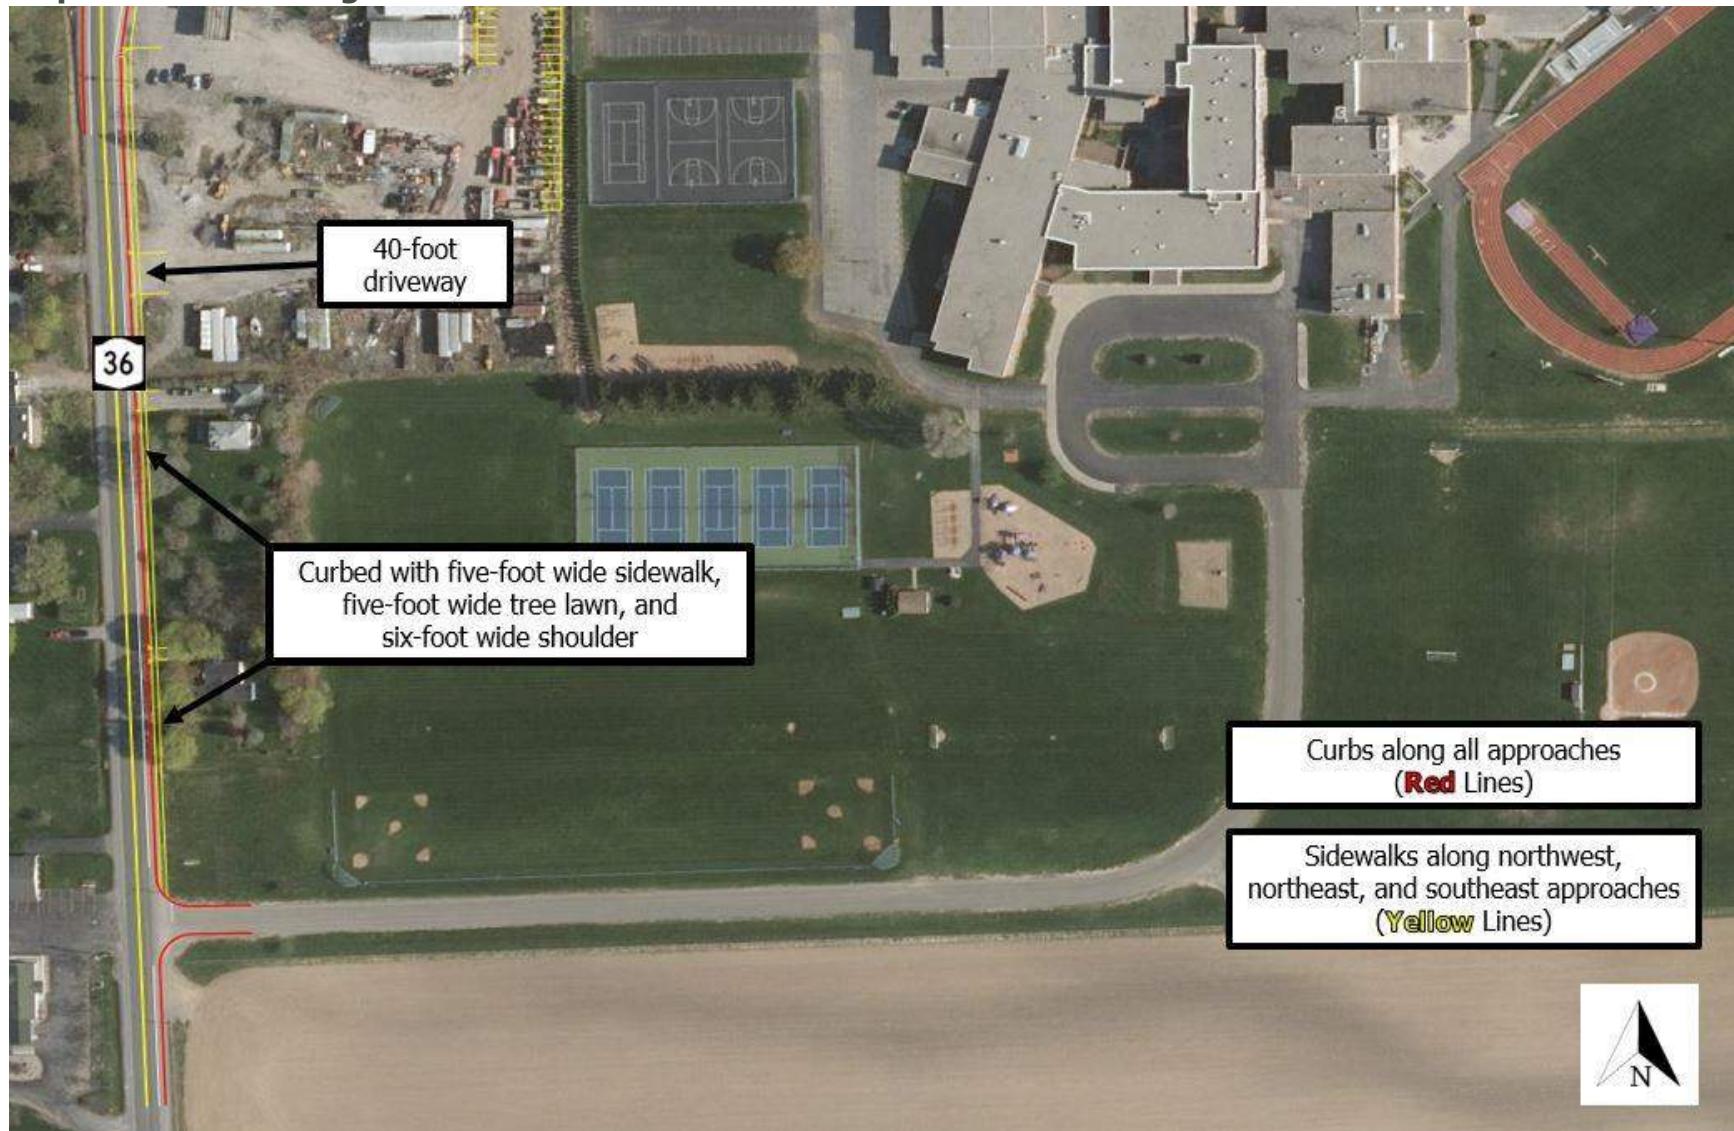 40-foot
driveway
36
Curbed with five-foot wide sidewalk,
five-foot wide tree lawn, and
six-foot wide shoulder
Curbs along all approaches
(Red Lines)
Sidewalks along northwest,
northeast, and southeast approaches
(Yellow Lines)
N